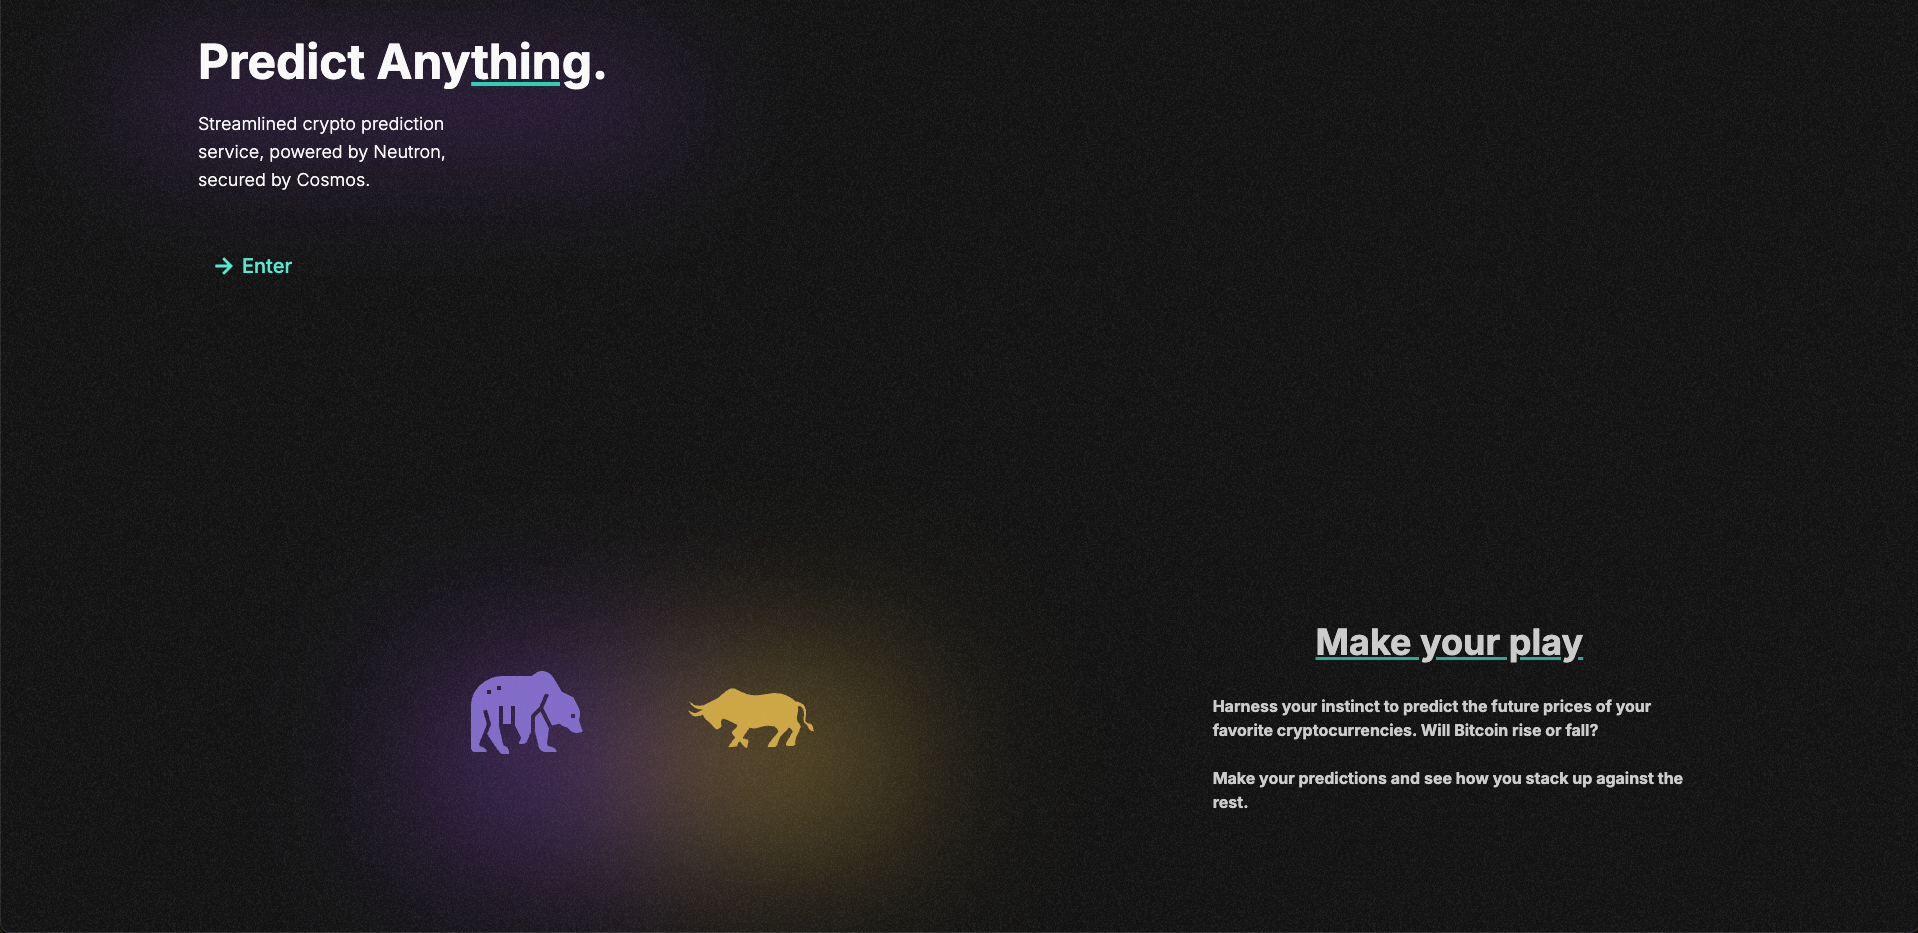 Predict Anything.
Streamlined crypto prediction
service, powered by Neutron,
secured by Cosmos.
Enter
Make your play
Harness your instinct to predict the future prices of your
favorite cryptocurrencies. Will Bitcoin rise or fall?
Make your predictions and see how you stack up against the
rest.